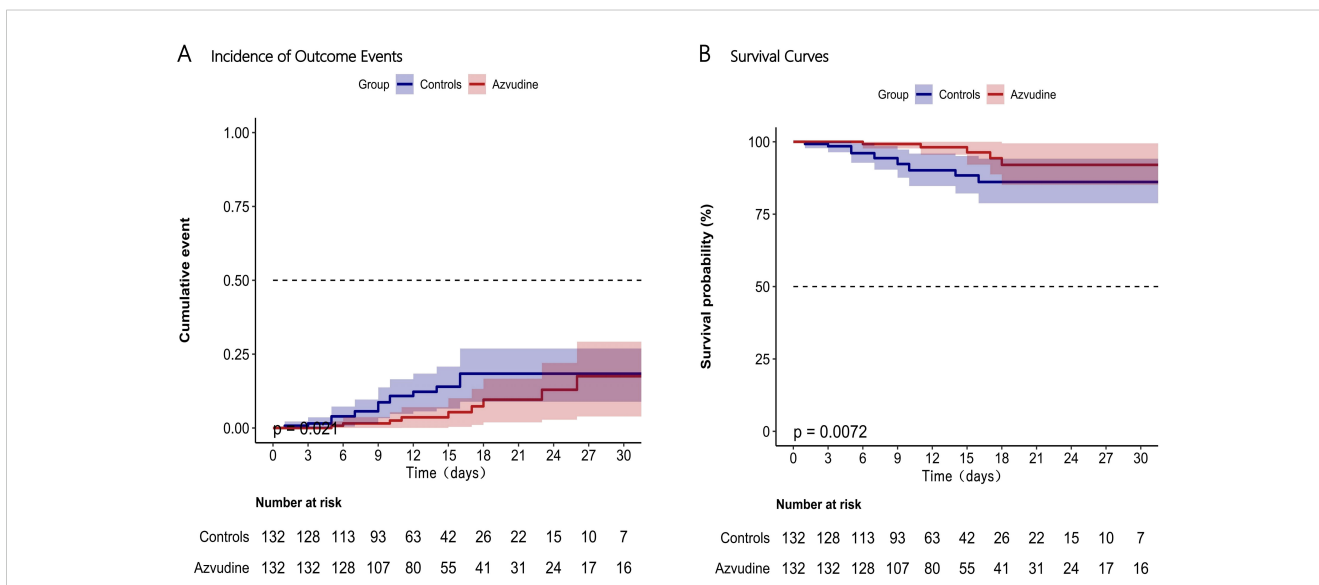 A Incidence of Outcome Events
Group Controls Azvudine
1.00
0.75
0.50
0.25
0.00
Cumulative event
p = 0.021
0 3 6 9 12 15 18 21 24 27 30
Time（days）
Number at risk
Controls 132 128 113 93 63 42 26 22 15 10 7
Azvudine 132 132 128 107 80 55 41 31 24 17 16
B Survival Curves
Group Controls Azvudine
100
75
50
25
0
Survival probability (%)
p = 0.0072
0 3 6 9 12 15 18 21 24 27 30
Time（days）
Number at risk
Controls 132 128 113 93 63 42 26 22 15 10 7
Azvudine 132 132 128 107 80 55 41 31 24 17 16